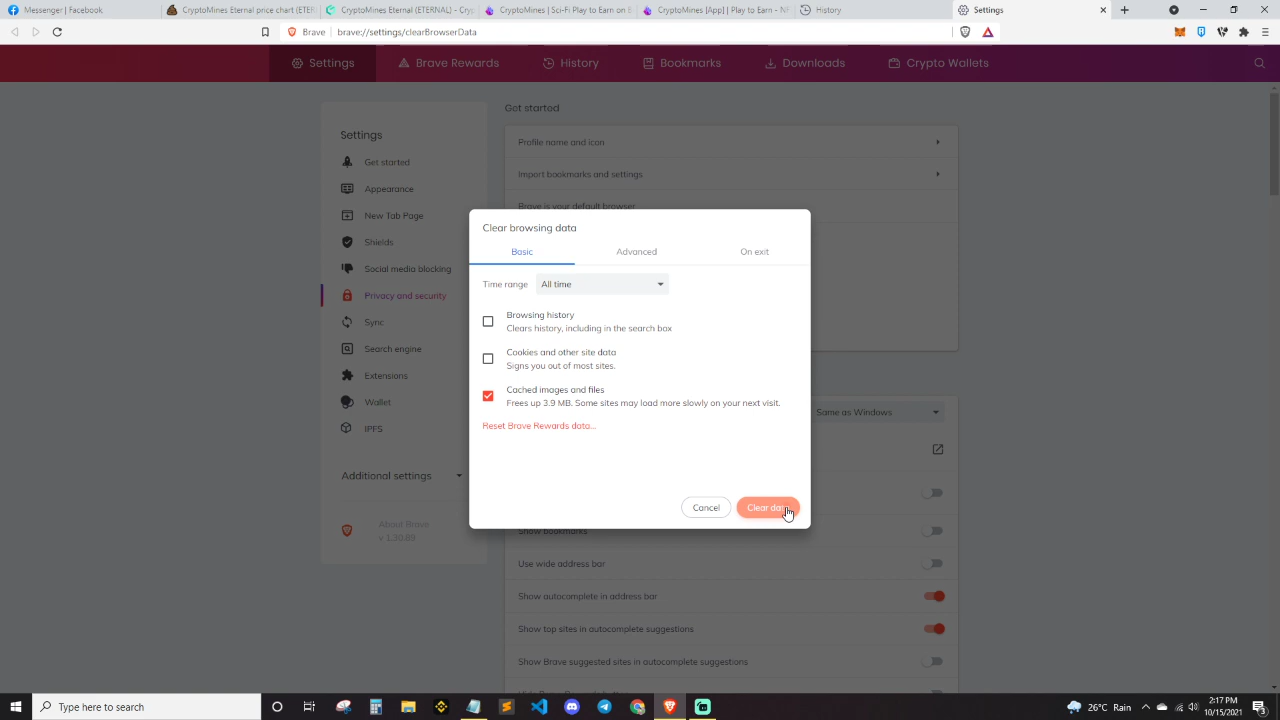 Messenger | Facebook
CryptoMines Eternal price chart (ETER
CryptoMines Eternal (ETERNAL) - Cryp
CryptoMines | Sci-Fi Play to Earn on B
CryptoMines [App] | Play to Earn - NF
History
Settings
Brave
brave://settings/clearBrowserData
Settings
Brave Rewards
History
Bookmarks
Downloads
Crypto Wallets
Settings
Get started
Appearance
New Tab Page
Shields
Social media blocking
Privacy and security
Sync
Search engine
Extensions
Wallet
IPFS
Additional settings
About Brave
v 1.30.89
Get started
Profile name and icon
Import bookmarks and settings
Brave is your default browser
Clear browsing data
Basic
Advanced
On exit
Time range
All time
Browsing history
Clears history, including in the search box
Cookies and other site data
Signs you out of most sites.
Cached images and files
Frees up 3.9 MB. Some sites may load more slowly on your next visit.
Reset Brave Rewards data...
Cancel
Clear data
Same as Windows
Show bookmarks
Use wide address bar
Show autocomplete in address bar
Show top sites in autocomplete suggestions
Show Brave suggested sites in autocomplete suggestions
Type here to search
26°C Rain
2:17 PM
10/15/2021